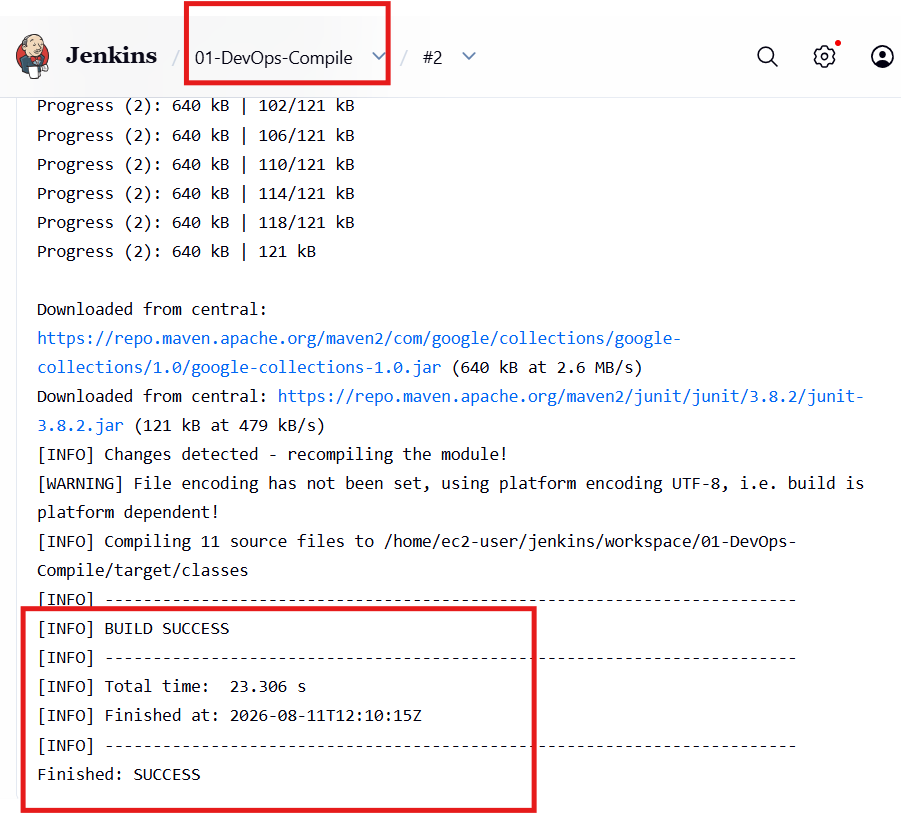 Jenkins / 01-DevOps-Compile / #2
Progress (2): 640 kB | 102/121 kB
Progress (2): 640 kB | 106/121 kB
Progress (2): 640 kB | 110/121 kB
Progress (2): 640 kB | 114/121 kB
Progress (2): 640 kB | 118/121 kB
Progress (2): 640 kB | 121 kB
Downloaded from central:
https://repo.maven.apache.org/maven2/com/google/collections/google-
collections/1.0/google-collections-1.0.jar (640 kB at 2.6 MB/s)
Downloaded from central: https://repo.maven.apache.org/maven2/junit/junit/3.8.2/junit-
3.8.2.jar (121 kB at 479 kB/s)
[INFO] Changes detected - recompiling the module!
[WARNING] File encoding has not been set, using platform encoding UTF-8, i.e. build is
platform dependent!
[INFO] Compiling 11 source files to /home/ec2-user/jenkins/workspace/01-DevOps-
Compile/target/classes
[INFO] ------------------------------------------------------------------------
[INFO] BUILD SUCCESS
[INFO] ------------------------------------------------------------------------
[INFO] Total time:  23.306 s
[INFO] Finished at: 2026-08-11T12:10:15Z
[INFO] ------------------------------------------------------------------------
Finished: SUCCESS